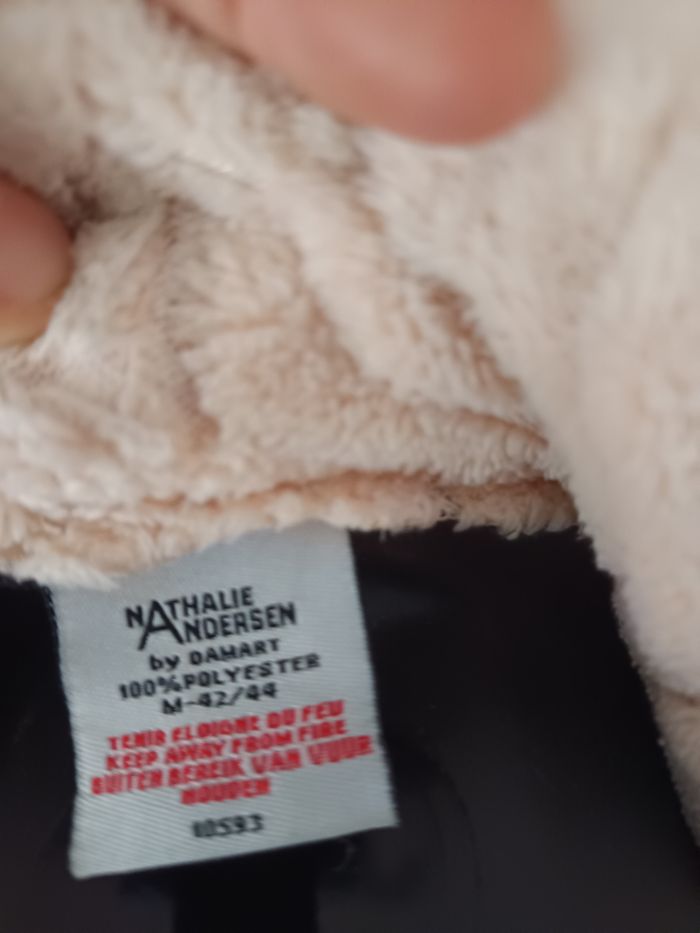 NATHALIE
ANDERSEN
by DAMART
100%POLYESTER
M-42/44
TENIR ELOIGNE DU FEU
KEEP AWAY FROM FIRE
BUITEN BEREIK VAN VUUR
HOUDEN
10593